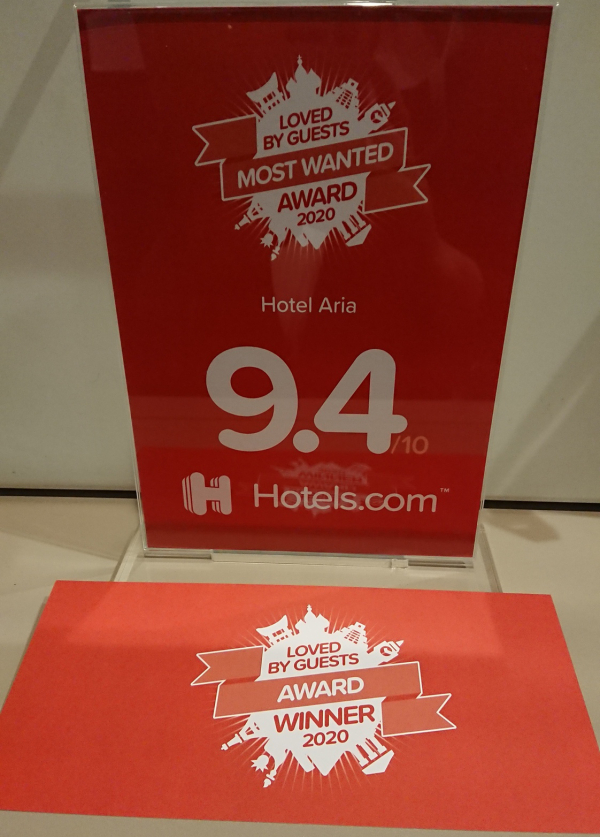 LOVED
BY GUESTS
MOST WANTED
AWARD
2020
Hotel Aria
9.4/10
Hotels.com™
LOVED
BY GUESTS
AWARD
WINNER
2020